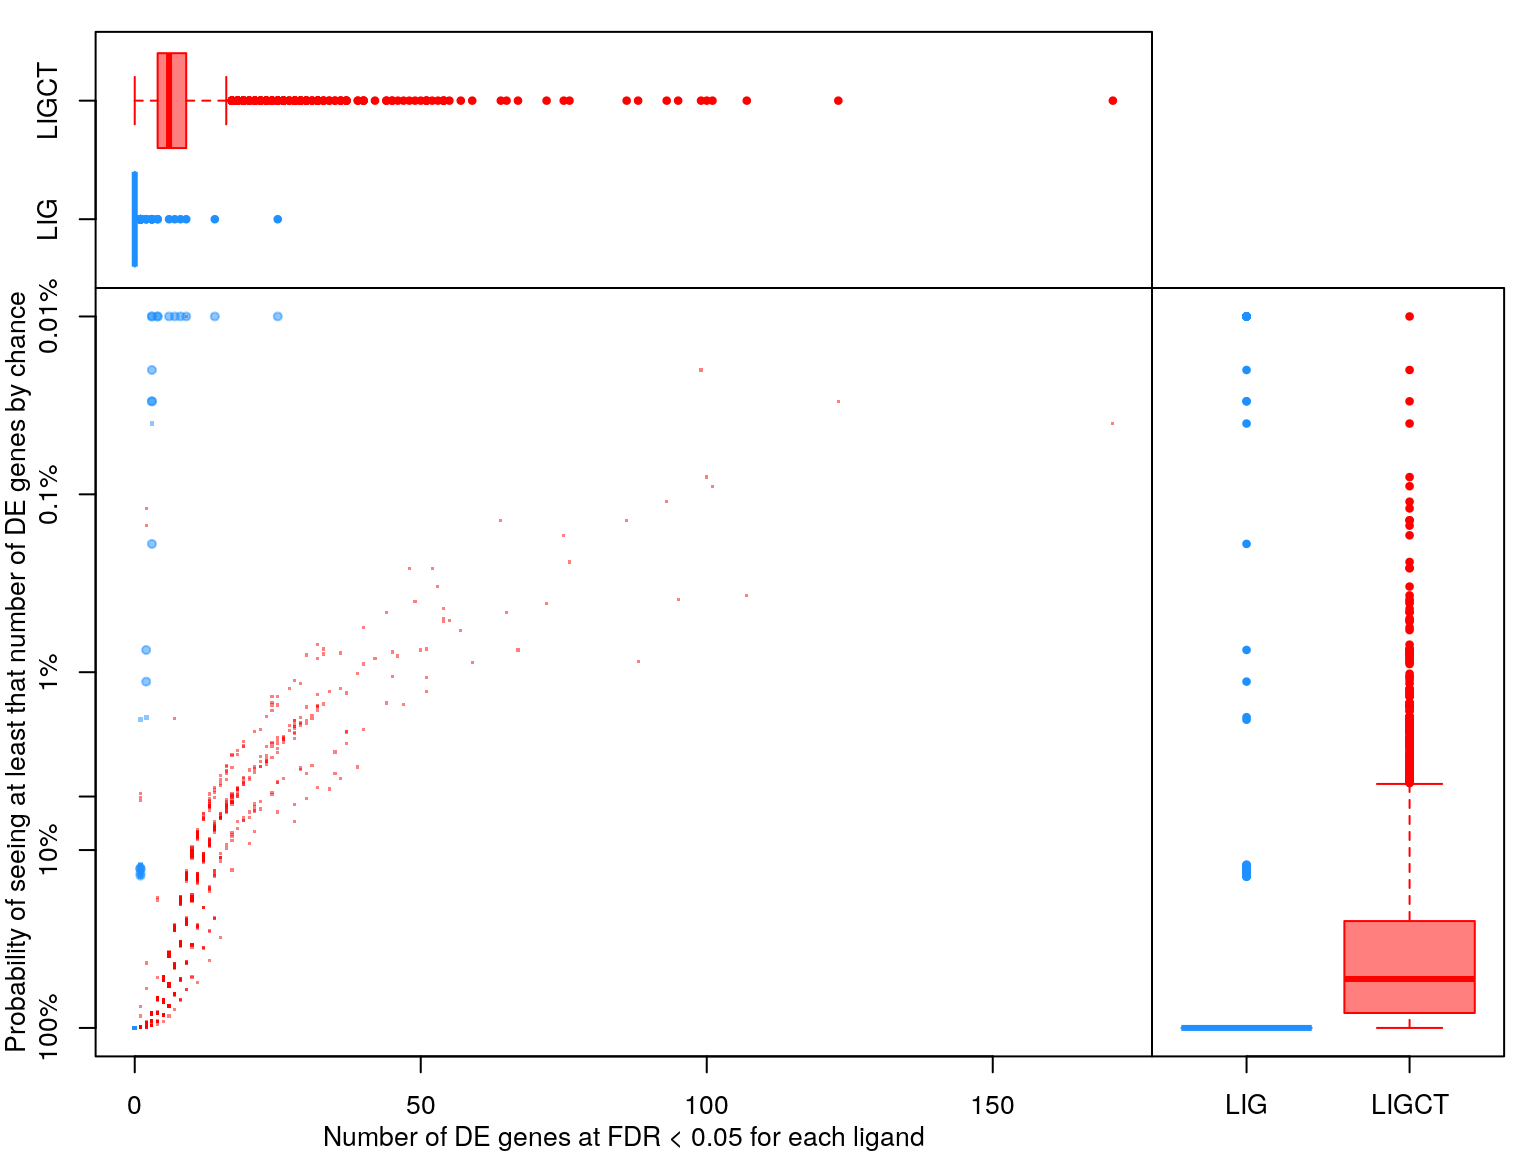 LIGCT
LIG
Probability of seeing at least that number of DE genes by chance
0.01%
0.1%
1%
10%
100%
0
50
100
150
LIG
LIGCT
Number of DE genes at FDR < 0.05 for each ligand